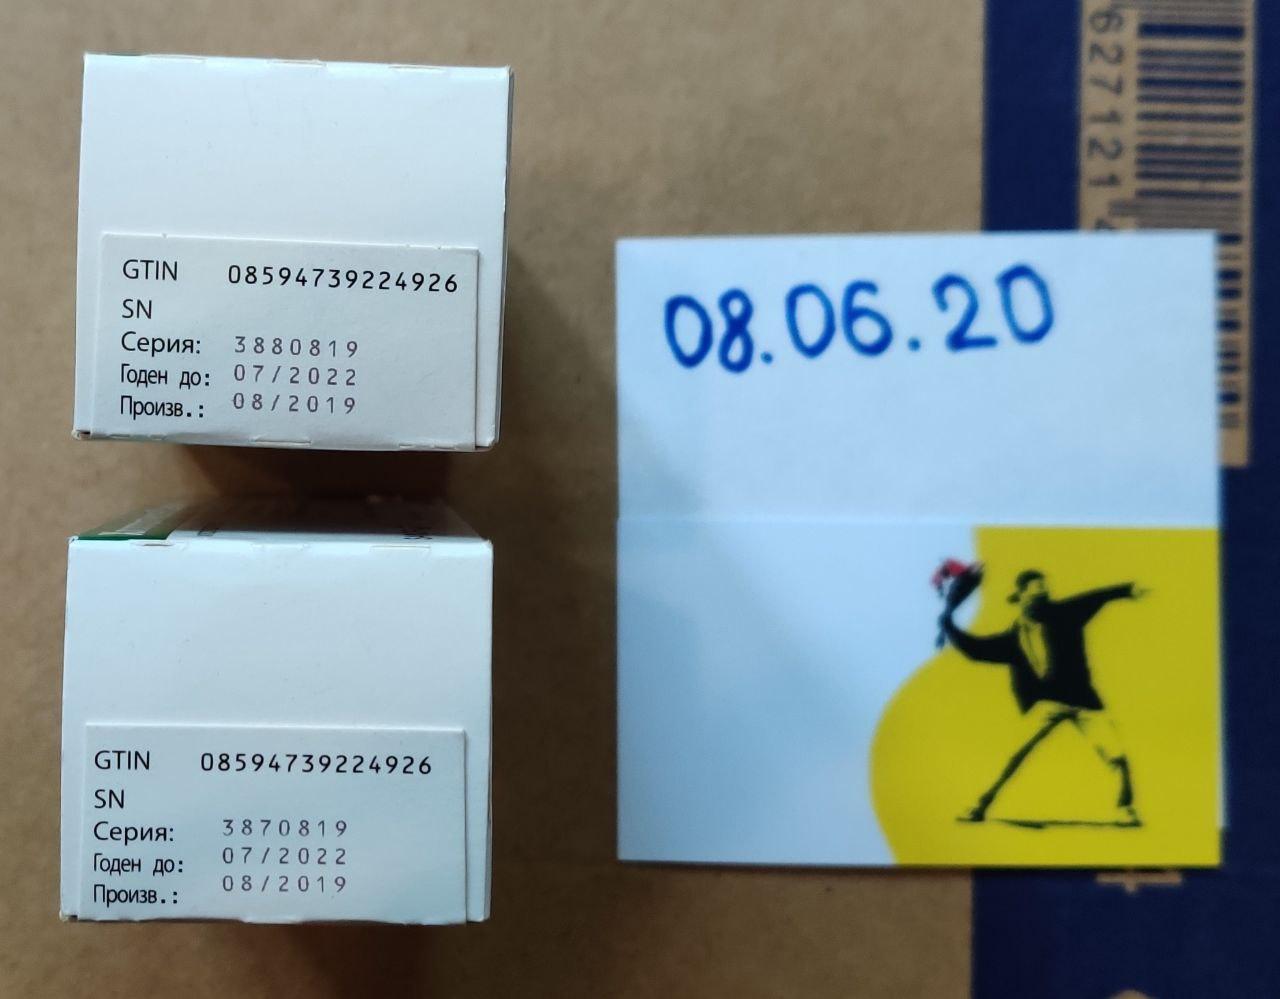 GTIN 08594739224926
SN
Серия: 3880819
Годен до: 07/2022
Произв.: 08/2019
GTIN 08594739224926
SN
Серия: 3870819
Годен до: 07/2022
Произв.: 08/2019
08.06.20
6271214